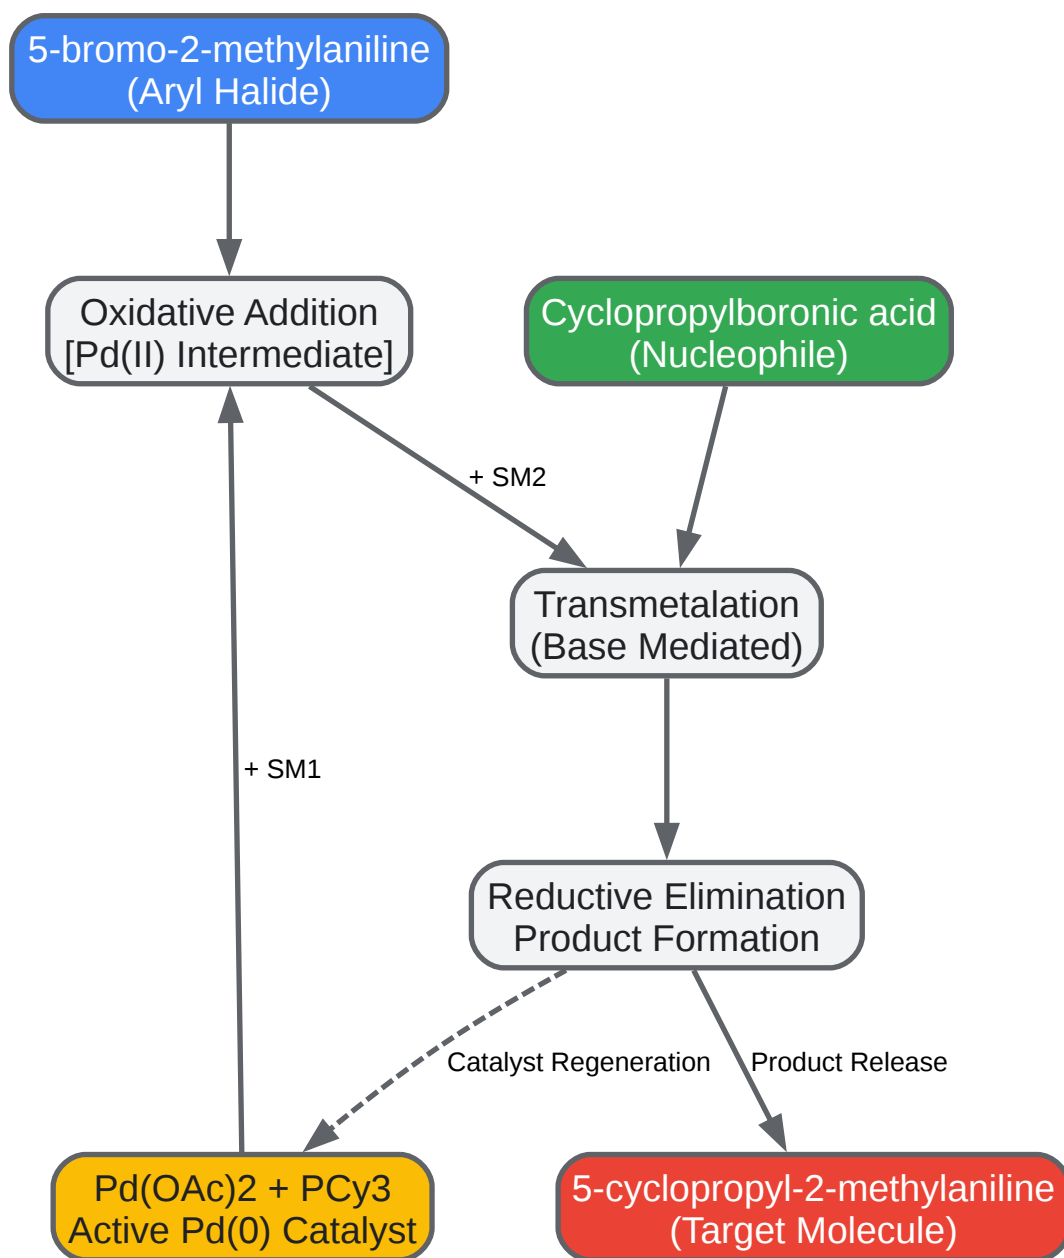 5-bromo-2-methylaniline
(Aryl Halide)
Oxidative Addition
[Pd(II) Intermediate]
Cyclopropylboronic acid
(Nucleophile)
+ SM2
Transmetalation
(Base Mediated)
+ SM1
Reductive Elimination
Product Formation
Catalyst Regeneration
Product Release
Pd(OAc)2 + PCy3
Active Pd(0) Catalyst
5-cyclopropyl-2-methylaniline
(Target Molecule)